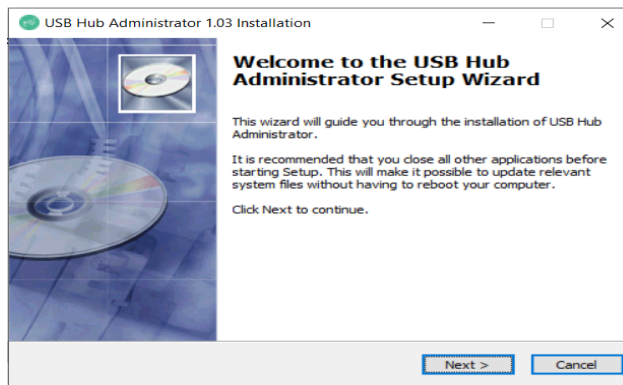 USB Hub Administrator 1.03 Installation
Welcome to the USB Hub
Administrator Setup Wizard
This wizard will guide you through the installation of USB Hub
Administrator.
It is recommended that you close all other applications before
starting Setup. This will make it possible to update relevant
system files without having to reboot your computer.
Click Next to continue.
Next > Cancel